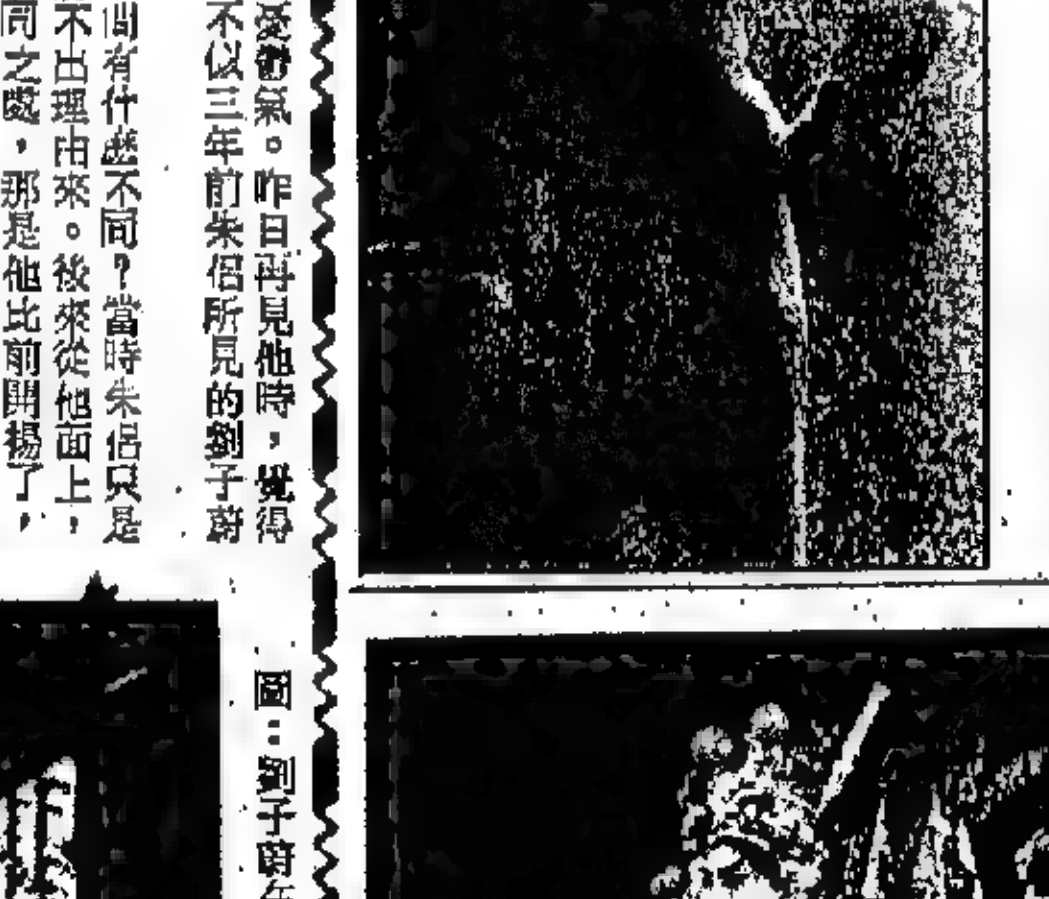 憂鬱氣。昨日再見他時，覺得
不似三年前朱侶所見的劉子蔚
間有什麽不同？當時朱侶只是
不出理由來。後來從他面上，
同之處，那是他比前開揚了，
圖：劉子蔚